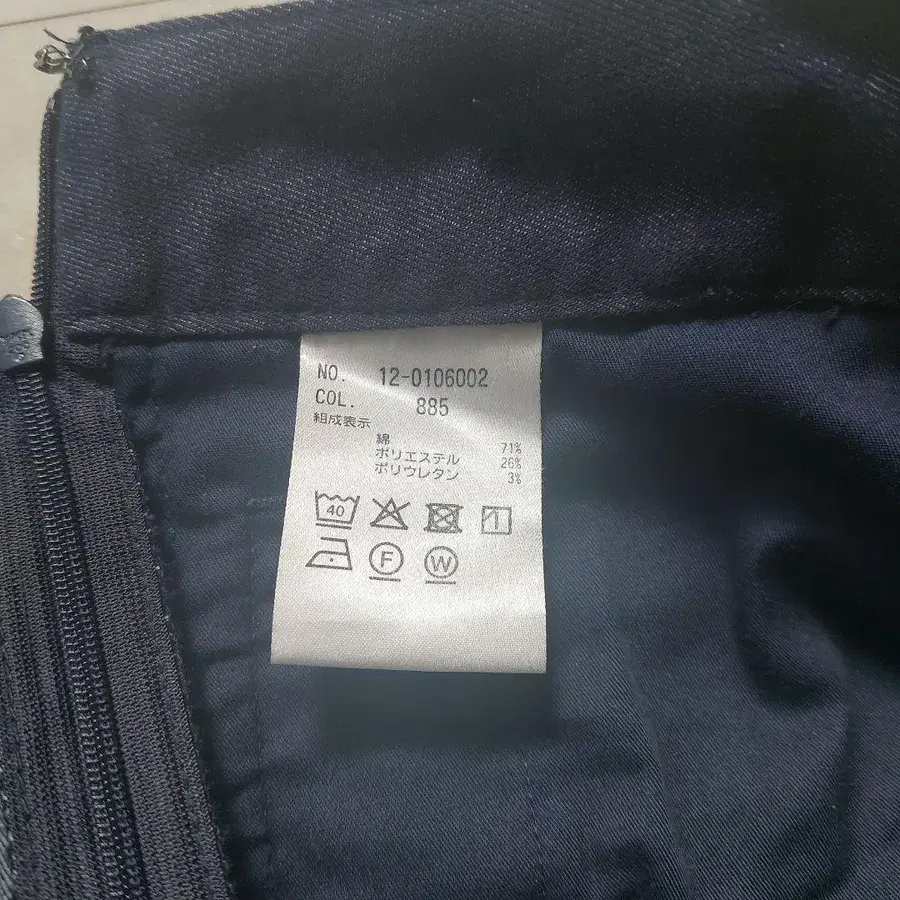 NO. 12-0106002
COL. 885
組成表示
綿 71%
ポリエステル 26%
ポリウレタン 3%
40
F W